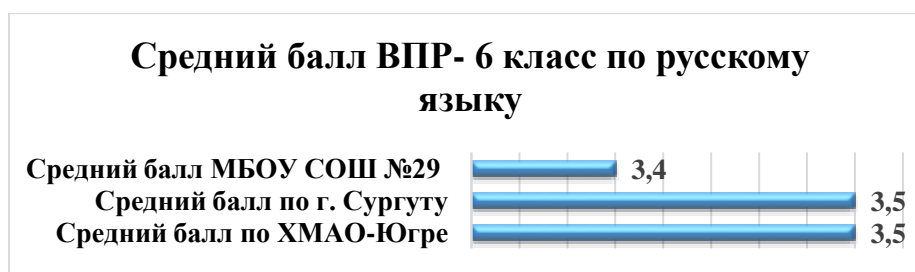 Средний балл ВПР- 6 класс по русскому
языку
Средний балл МБОУ СОШ №29 3,4
Средний балл по г. Сургуту 3,5
Средний балл по ХМАО-Югре 3,5